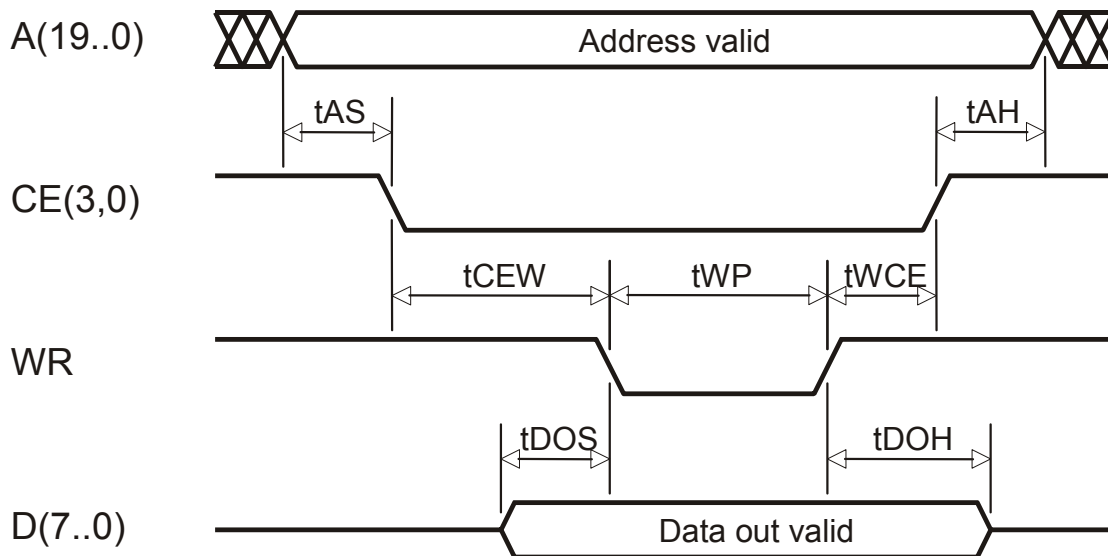 A(19..0)
Address valid
tAS
tAH
CE(3,0)
tCEW
tWP
tWCE
WR
tDOS
tDOH
D(7..0)
Data out valid